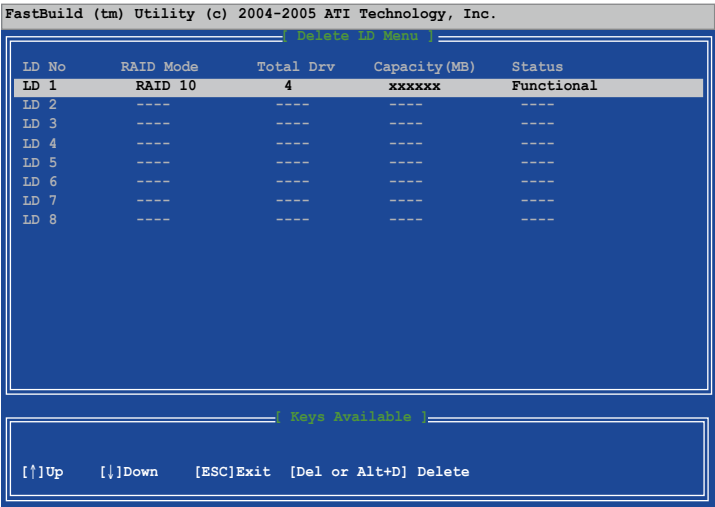 FastBuild (tm) Utility (c) 2004-2005 ATI Technology, Inc.
[ Delete LD Menu ]
LD No RAID Mode Total Drv Capacity(MB) Status
LD 1 RAID 10 4 xxxxxx Functional
LD 2 ---- ---- ---- ----
LD 3 ---- ---- ---- ----
LD 4 ---- ---- ---- ----
LD 5 ---- ---- ---- ----
LD 6 ---- ---- ---- ----
LD 7 ---- ---- ---- ----
LD 8 ---- ---- ---- ----
[ Keys Available ]
[↑]Up [↓]Down [ESC]Exit [Del or Alt+D] Delete